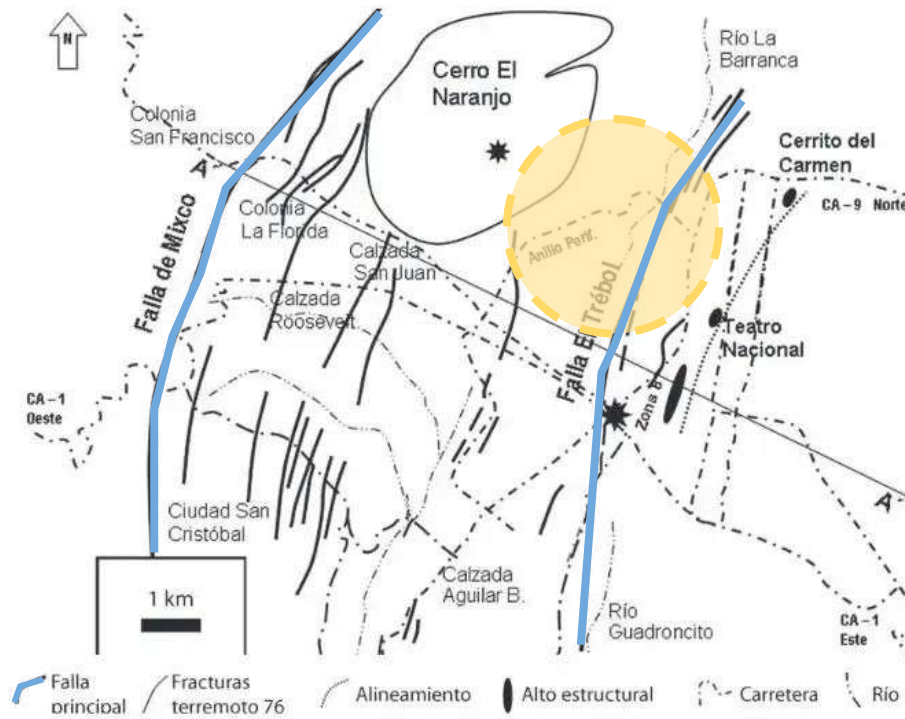 N
Río La
Barranca
Cerro El
Naranjo
Colonia
San Francisco
Cerrito del
Carmen
A
CA-9 Norte
Colonia
La Florida
Falla de Mixco
Anillo Perif.
Calzada
San Juan
Calzada
Roosevelt.
Falla El Trébol
Teatro
Nacional
CA-1
Oeste
Zona 8
A
Ciudad San
Cristóbal
1 km
Calzada
Aguilar B.
Río
Guadroncito
CA-1
Este
Falla
principal
Fracturas
terremoto 76
Alineamiento
Alto estructural
Carretera
Río